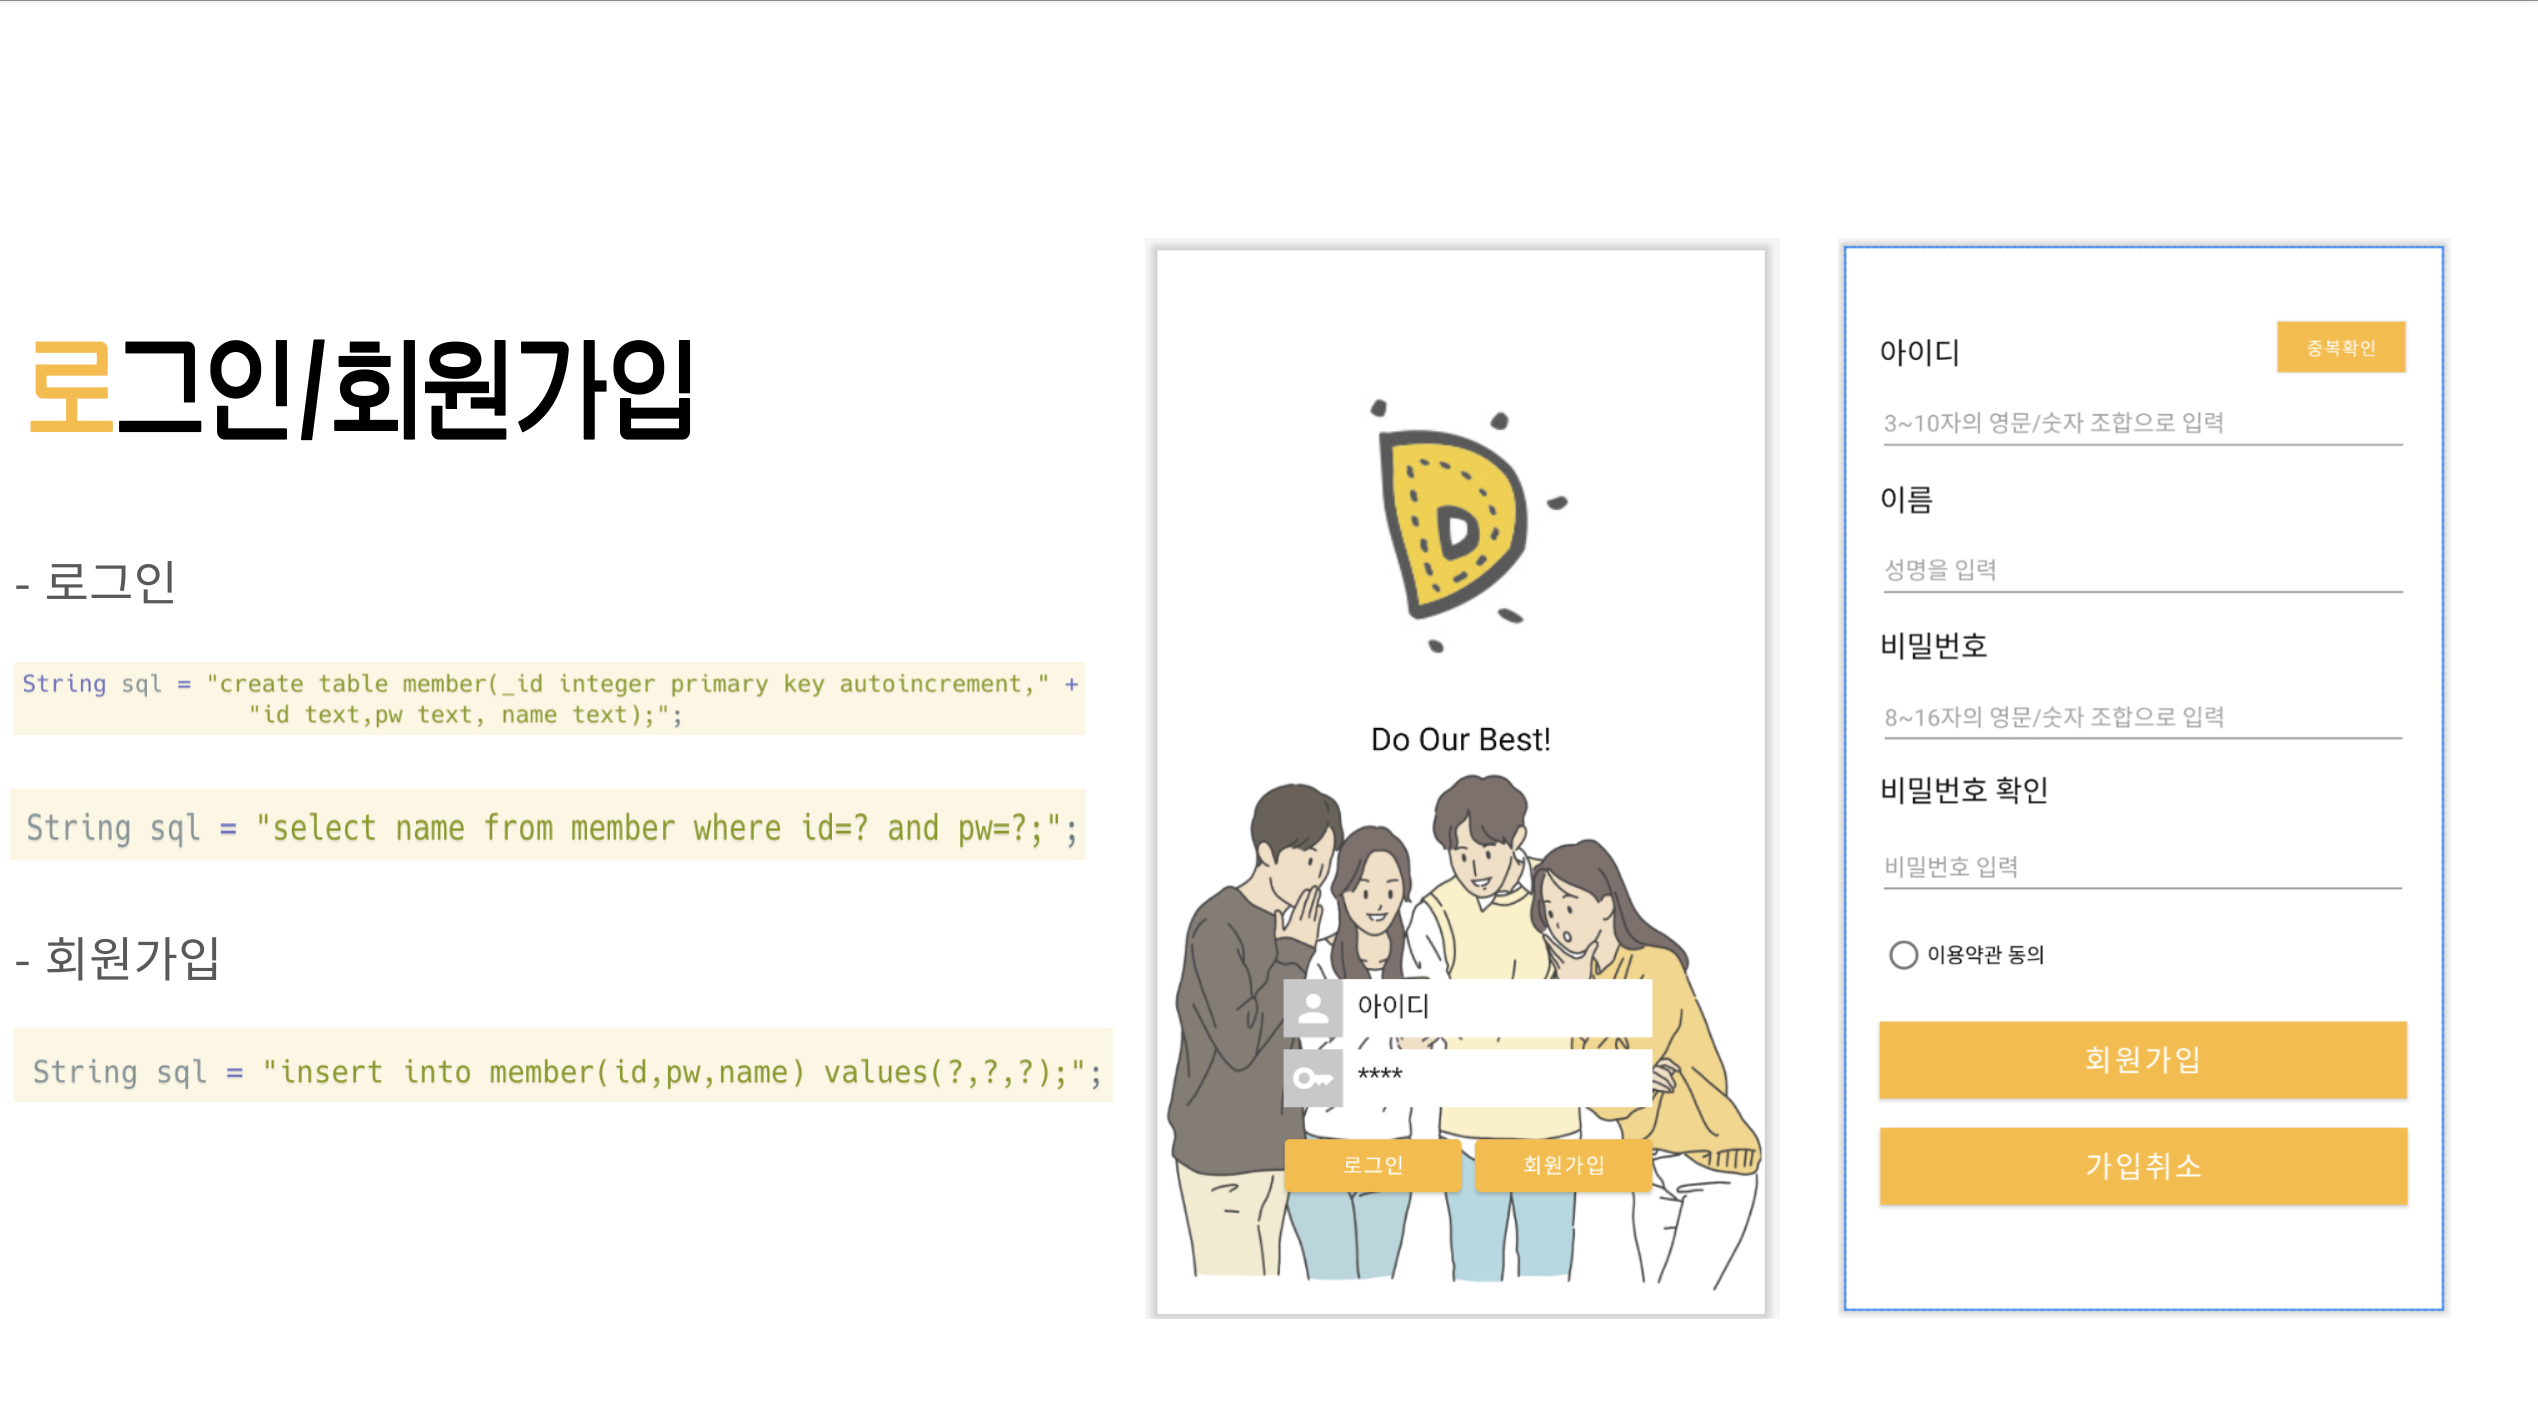 로그인/회원가입
- 로그인
String sql = "create table member(_id integer primary key autoincrement," +
"id text,pw text, name text);";
String sql = "select name from member where id=? and pw=?;";
- 회원가입
String sql = "insert into member(id,pw,name) values(?,?,?);";
D
Do Our Best!
아이디
****
로그인 회원가입
아이디 중복확인
3~10자의 영문/숫자 조합으로 입력
이름
성명을 입력
비밀번호
8~16자의 영문/숫자 조합으로 입력
비밀번호 확인
비밀번호 입력
이용약관 동의
회원가입
가입취소